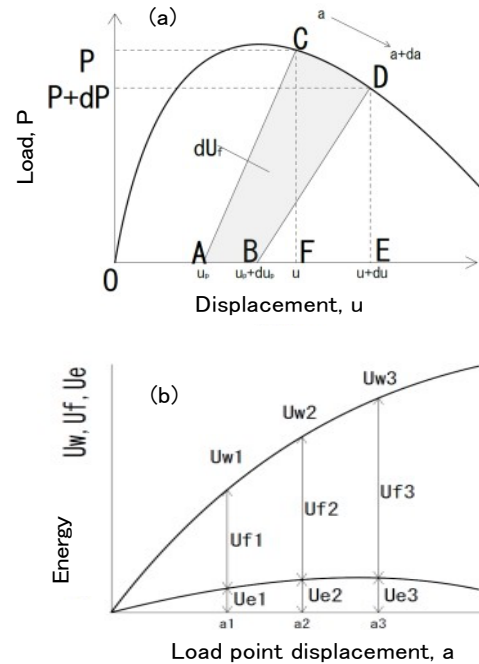 (a)
a
a+da
C
P
D
P+dP
Load, P
dUf
A
B
F
E
0
uₚ
uₚ+duₚ
u
u+du
Displacement, u
(b)
Uw, Uf, Ue
Energy
Uw1
Uw2
Uw3
Uf1
Uf2
Uf3
Ue1
Ue2
Ue3
a1
a2
a3
Load point displacement, a